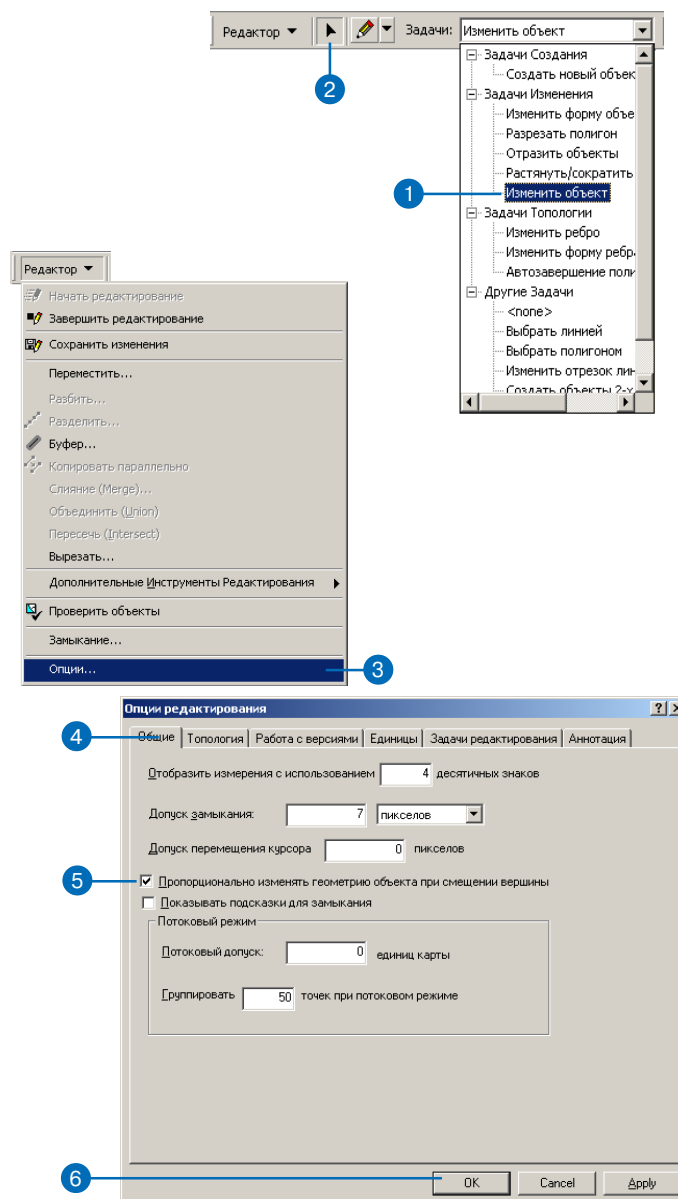 Редактор
Задачи:
Изменить объект
2
Задачи Создания
Создать новый объек
Задачи Изменения
Изменить форму объе
Разрезать полигон
Отразить объекты
Растянуть/сократить
1
Изменить объект
Задачи Топологии
Изменить ребро
Изменить форму ребра
Автозавершение поли
Другие Задачи
<none>
Выбрать линией
Выбрать полигоном
Изменить отрезок лин
Создать объекты 2-х
Редактор
Начать редактирование
Завершить редактирование
Сохранить изменения
Переместить...
Разбить...
Разделить...
Буфер...
Копировать параллельно
Слияние (Merge)...
Объединить (Union)
Пересечь (Intersect)
Вырезать...
Дополнительные Инструменты Редактирования
Проверить объекты
Замыкание...
Опции...
3
Опции редактирования
4
Общие Топология Работа с версиями Единицы Задачи редактирования Аннотация
Отобразить измерения с использованием 4 десятичных знаков
Допуск замыкания: 7 пикселов
Допуск перемещения курсора 0 пикселов
5
Пропорционально изменять геометрию объекта при смещении вершины
Показывать подсказки для замыкания
Потоковый режим
Потоковый допуск: 0 единиц карты
Группировать 50 точек при потоковом режиме
6
OK Cancel Apply